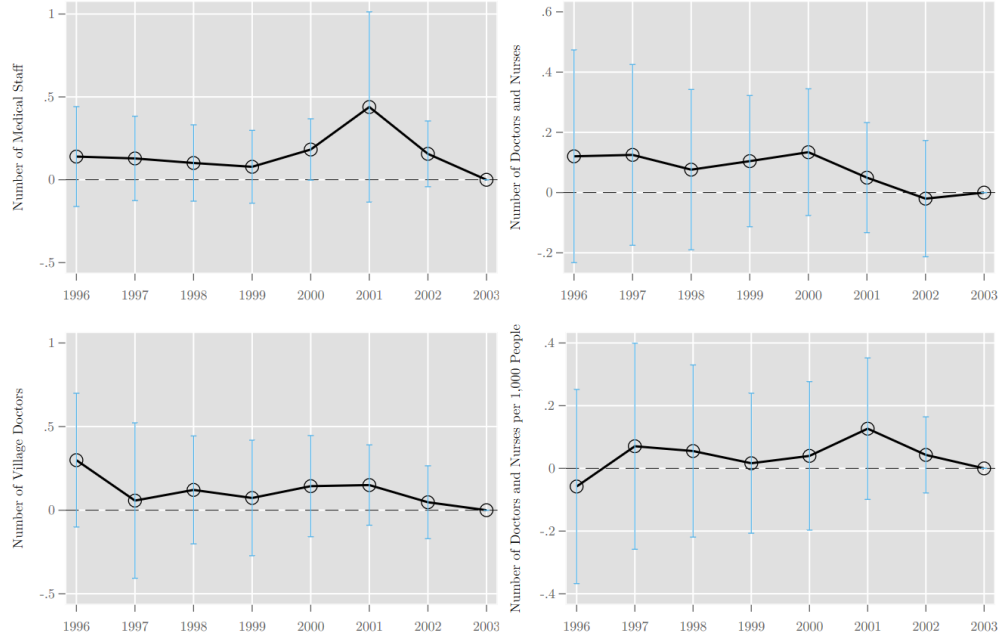 Number of Medical Staff
1
.5
0
-.5
1996 1997 1998 1999 2000 2001 2002 2003
Number of Doctors and Nurses
.6
.4
.2
0
-.2
1996 1997 1998 1999 2000 2001 2002 2003
Number of Village Doctors
1
.5
0
-.5
1996 1997 1998 1999 2000 2001 2002 2003
Number of Doctors and Nurses per 1,000 People
.4
.2
0
-.2
-.4
1996 1997 1998 1999 2000 2001 2002 2003